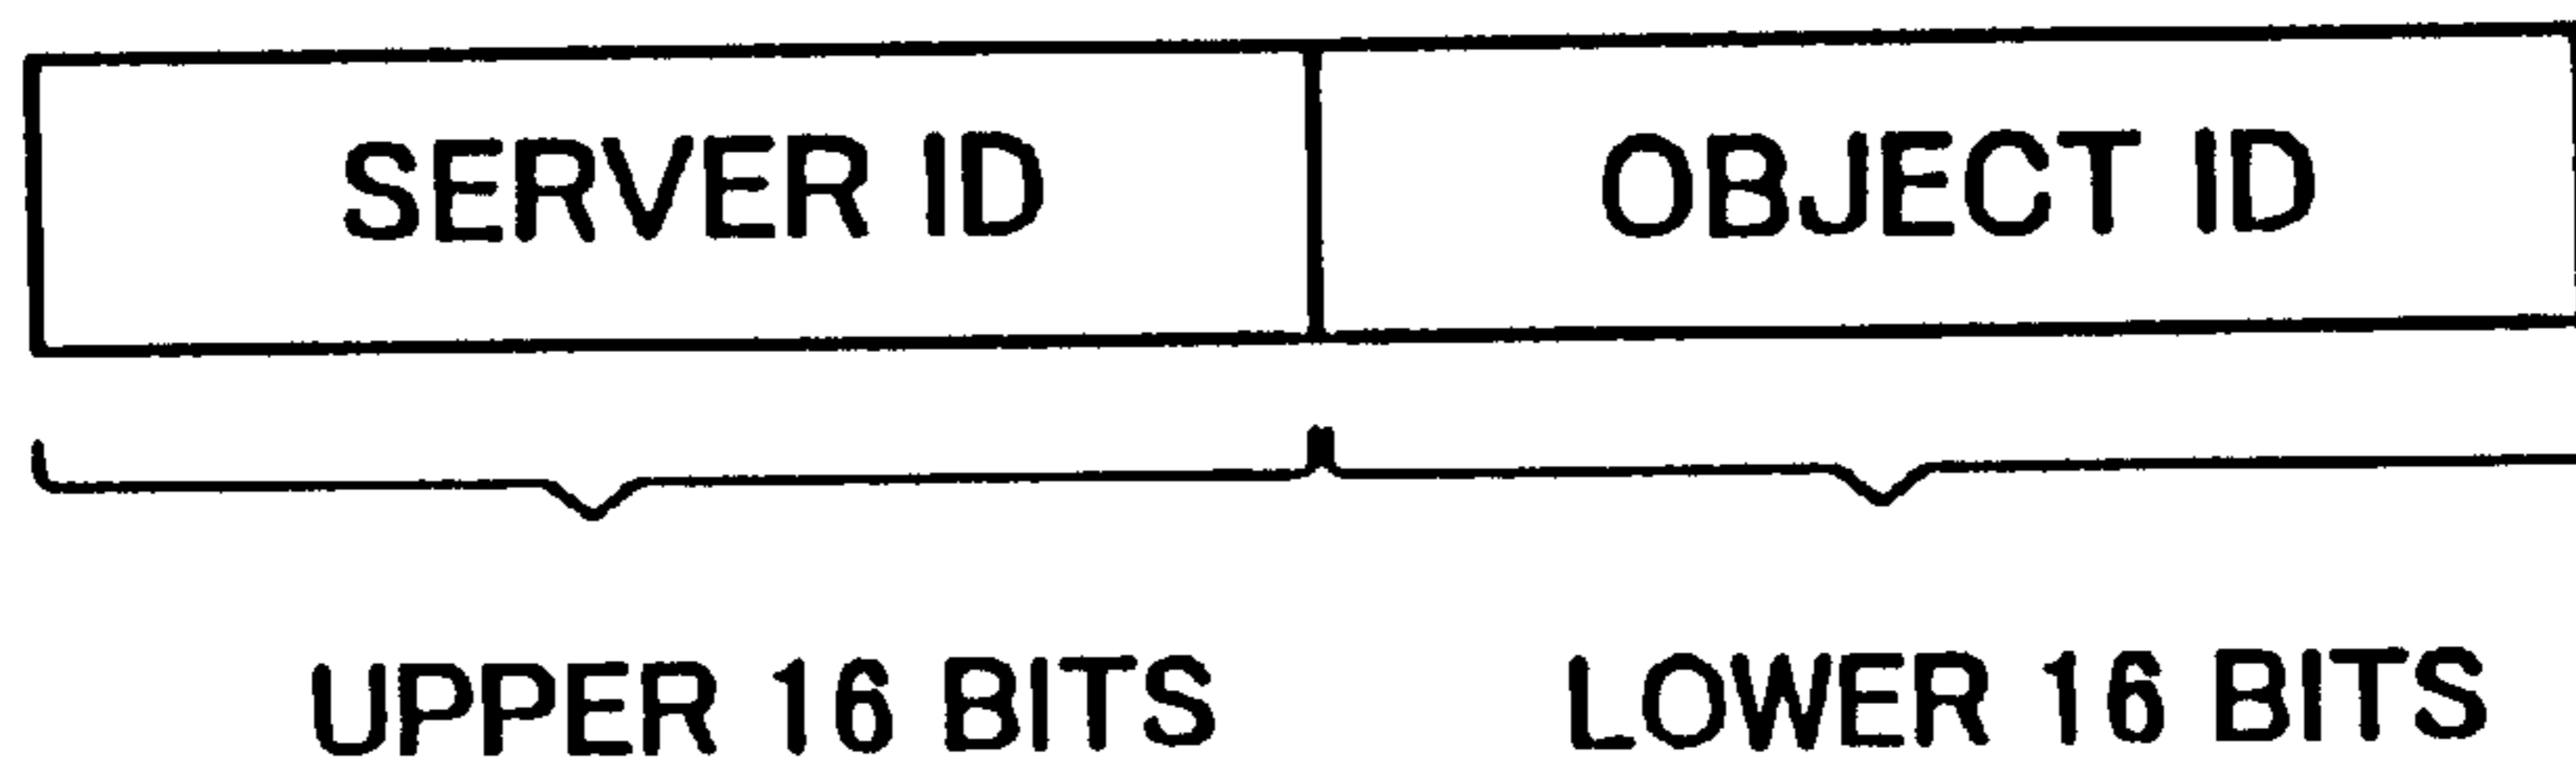 SERVER ID OBJECT ID
UPPER 16 BITS LOWER 16 BITS